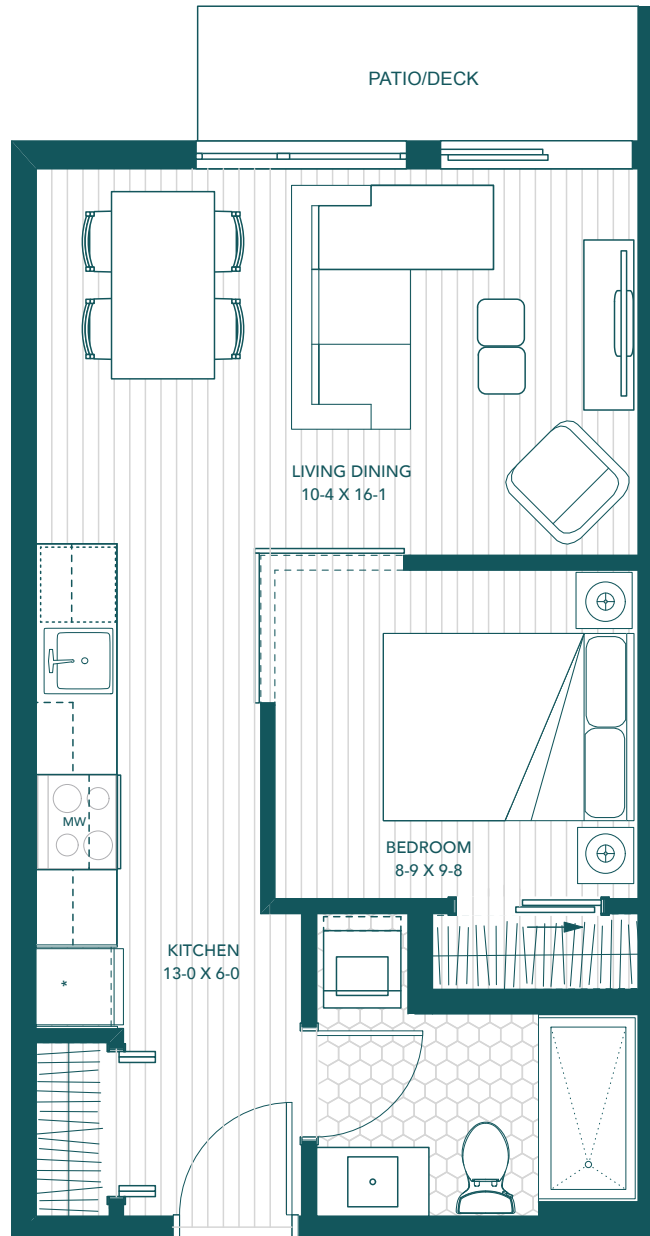 PATIO/DECK
LIVING DINING
10-4 X 16-1
MW
BEDROOM
8-9 X 9-8
KITCHEN
13-0 X 6-0
*